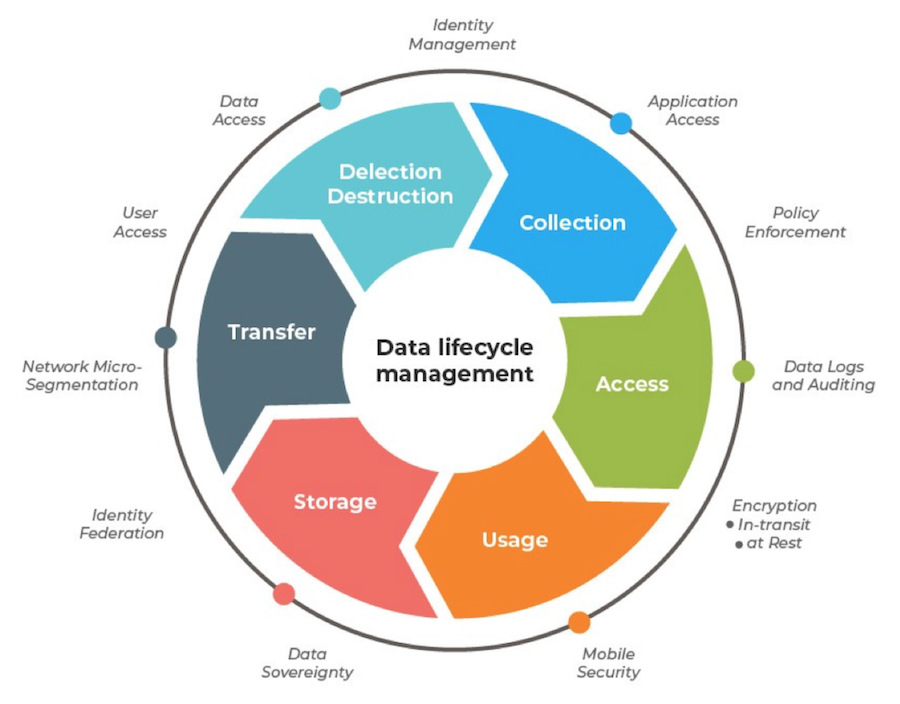 Identity
Management
Application
Access
Policy
Enforcement
Data Logs
and Auditing
Encryption
• In-transit
• at Rest
Mobile
Security
Data
Sovereignty
Identity
Federation
Network Micro-
Segmentation
User
Access
Data
Access
Delection
Destruction
Collection
Access
Usage
Storage
Transfer
Data lifecycle
management